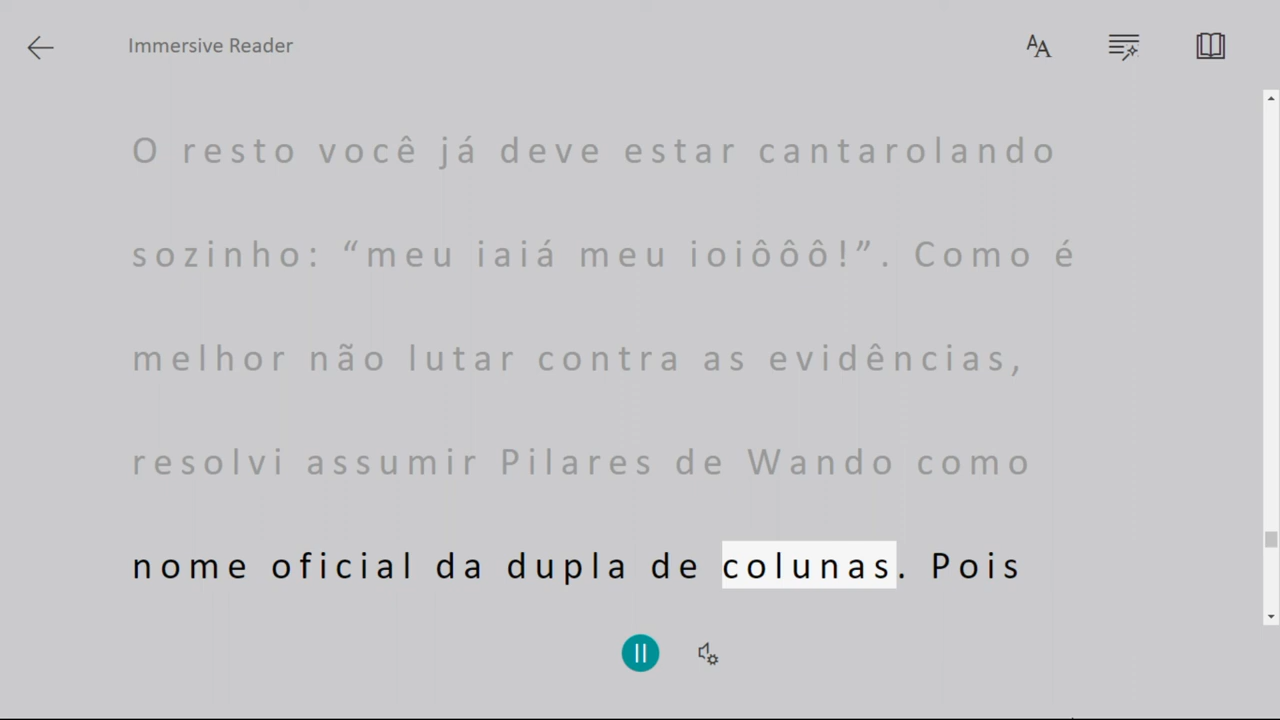 Immersive Reader
O resto você já deve estar cantarolando
sozinho: “meu iaiá meu ioiôôô!”. Como é
melhor não lutar contra as evidências,
resolvi assumir Pilares de Wando como
nome oficial da dupla de colunas. Pois